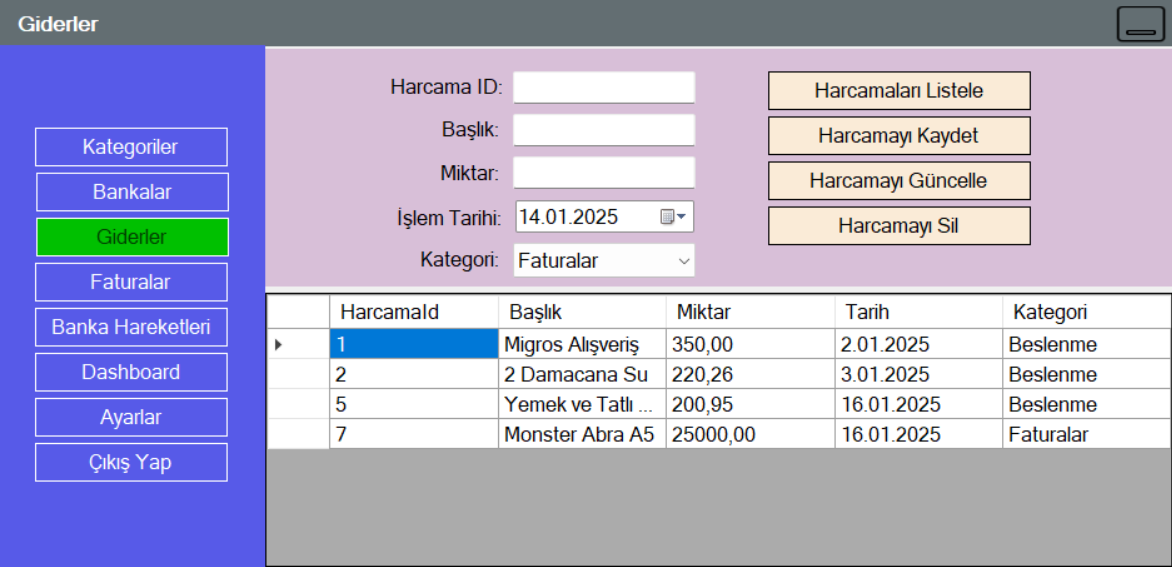 Giderler
Kategoriler
Bankalar
Giderler
Faturalar
Banka Hareketleri
Dashboard
Ayarlar
Çıkış Yap
Harcama ID:
Başlık:
Miktar:
İşlem Tarihi: 14.01.2025
Kategori: Faturalar
Harcamaları Listele
Harcamayı Kaydet
Harcamayı Güncelle
Harcamayı Sil
HarcamaId Başlık Miktar Tarih Kategori
1 Migros Alışveriş 350,00 2.01.2025 Beslenme
2 2 Damacana Su 220,26 3.01.2025 Beslenme
5 Yemek ve Tatlı ... 200,95 16.01.2025 Beslenme
7 Monster Abra A5 25000,00 16.01.2025 Faturalar